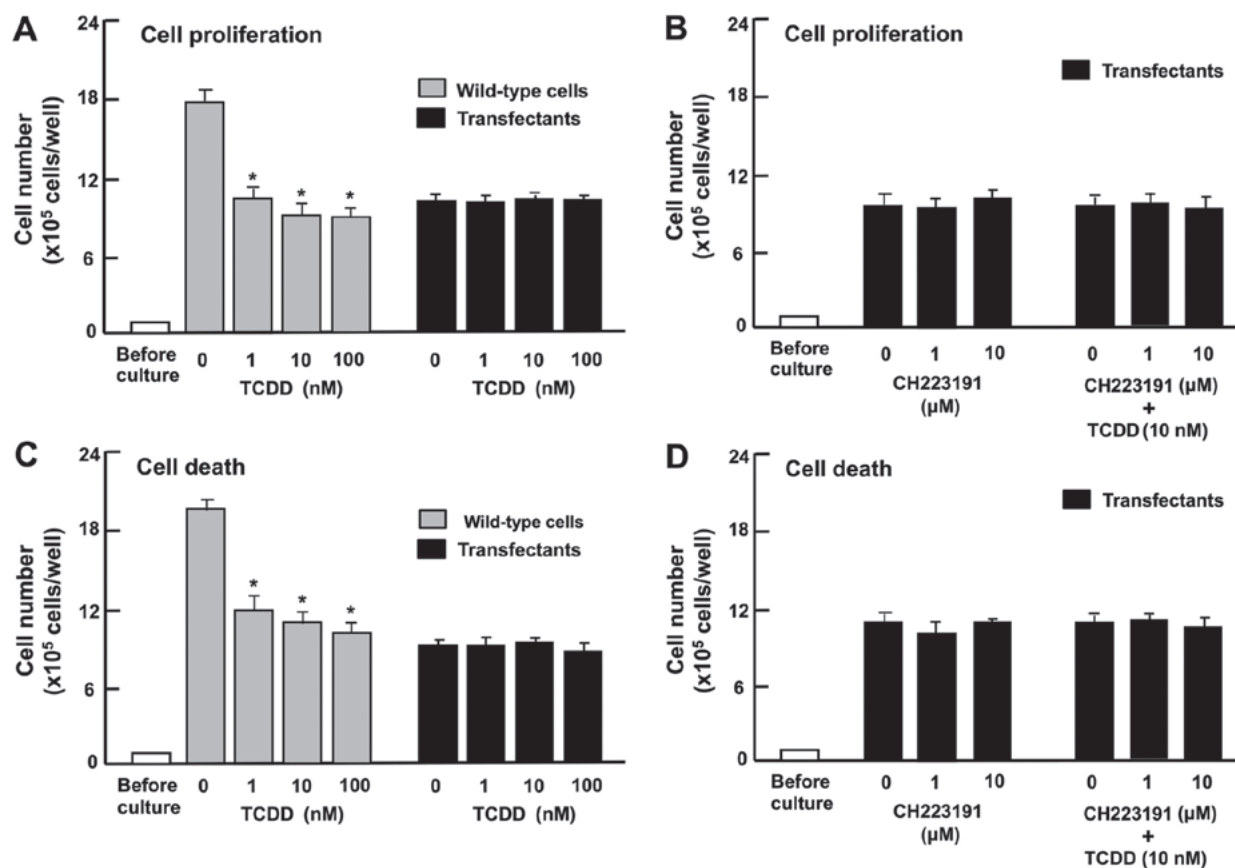 A
Cell proliferation
Cell number
(x10⁵ cells/well)
24
18
12
6
0
Wild-type cells
Transfectants
*
*
*
Before
culture
0 1 10 100
TCDD (nM)
0 1 10 100
TCDD (nM)
B
Cell proliferation
Cell number
(x10⁵ cells/well)
24
18
12
6
0
Transfectants
Before
culture
0 1 10
CH223191
(μM)
0 1 10
CH223191 (μM)
+
TCDD (10 nM)
C
Cell death
Cell number
(x10⁵ cells/well)
24
18
12
6
0
Wild-type cells
Transfectants
*
*
*
Before
culture
0 1 10 100
TCDD (nM)
0 1 10 100
TCDD (nM)
D
Cell death
Cell number
(x10⁵ cells/well)
24
18
12
6
0
Transfectants
Before
culture
0 1 10
CH223191
(μM)
0 1 10
CH223191 (μM)
+
TCDD (10 nM)